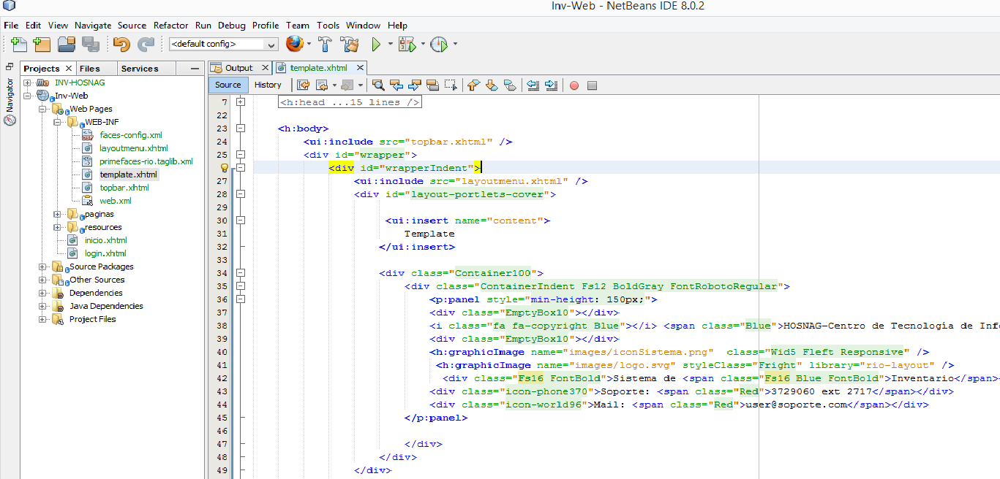 Inv-Web - NetBeans IDE 8.0.2
File Edit View Navigate Source Refactor Run Debug Profile Team Tools Window Help
<default config>
Projects Files Services
Output template.xhtml
Source History
Navigator
INV-HOSNAG
Inv-Web
Web Pages
WEB-INF
faces-config.xml
layoutmenu.xhtml
primefaces-rio.taglib.xml
template.xhtml
topbar.xhtml
web.xml
paginas
resources
inicio.xhtml
login.xhtml
Source Packages
Other Sources
Dependencies
Java Dependencies
Project Files
7 <h:head ...15 lines />
22
23 <h:body>
24 <ui:include src="topbar.xhtml" />
25 <div id="wrapper">
<div id="wrapperIndent">
27 <ui:include src="layoutmenu.xhtml" />
28 <div id="layout-portlets-cover">
29
30 <ui:insert name="content">
31 Template
32 </ui:insert>
33
34 <div class="Container100">
35 <div class="ContainerIndent Fs12 BoldGray FontRobotoRegular">
36 <p:panel style="min-height: 150px;">
37 <div class="EmptyBox10"></div>
38 <i class="fa fa-copyright Blue"></i> <span class="Blue">HOSNAG-Centro de Tecnología de Inf
39 <div class="EmptyBox10"></div>
40 <h:graphicImage name="images/iconSistema.png" class="Wid5 Fleft Responsive" />
41 <h:graphicImage name="images/logo.svg" styleClass="Fright" library="rio-layout" />
42 <div class="Fs16 FontBold">Sistema de <span class="Fs16 Blue FontBold">Inventario</span>
43 <div class="icon-phone370">Soporte: <span class="Red">3729060 ext 2717</span></div>
44 <div class="icon-world96">Mail: <span class="Red">user@soporte.com</span></div>
45 </p:panel>
46
47 </div>
48 </div>
49 </div>